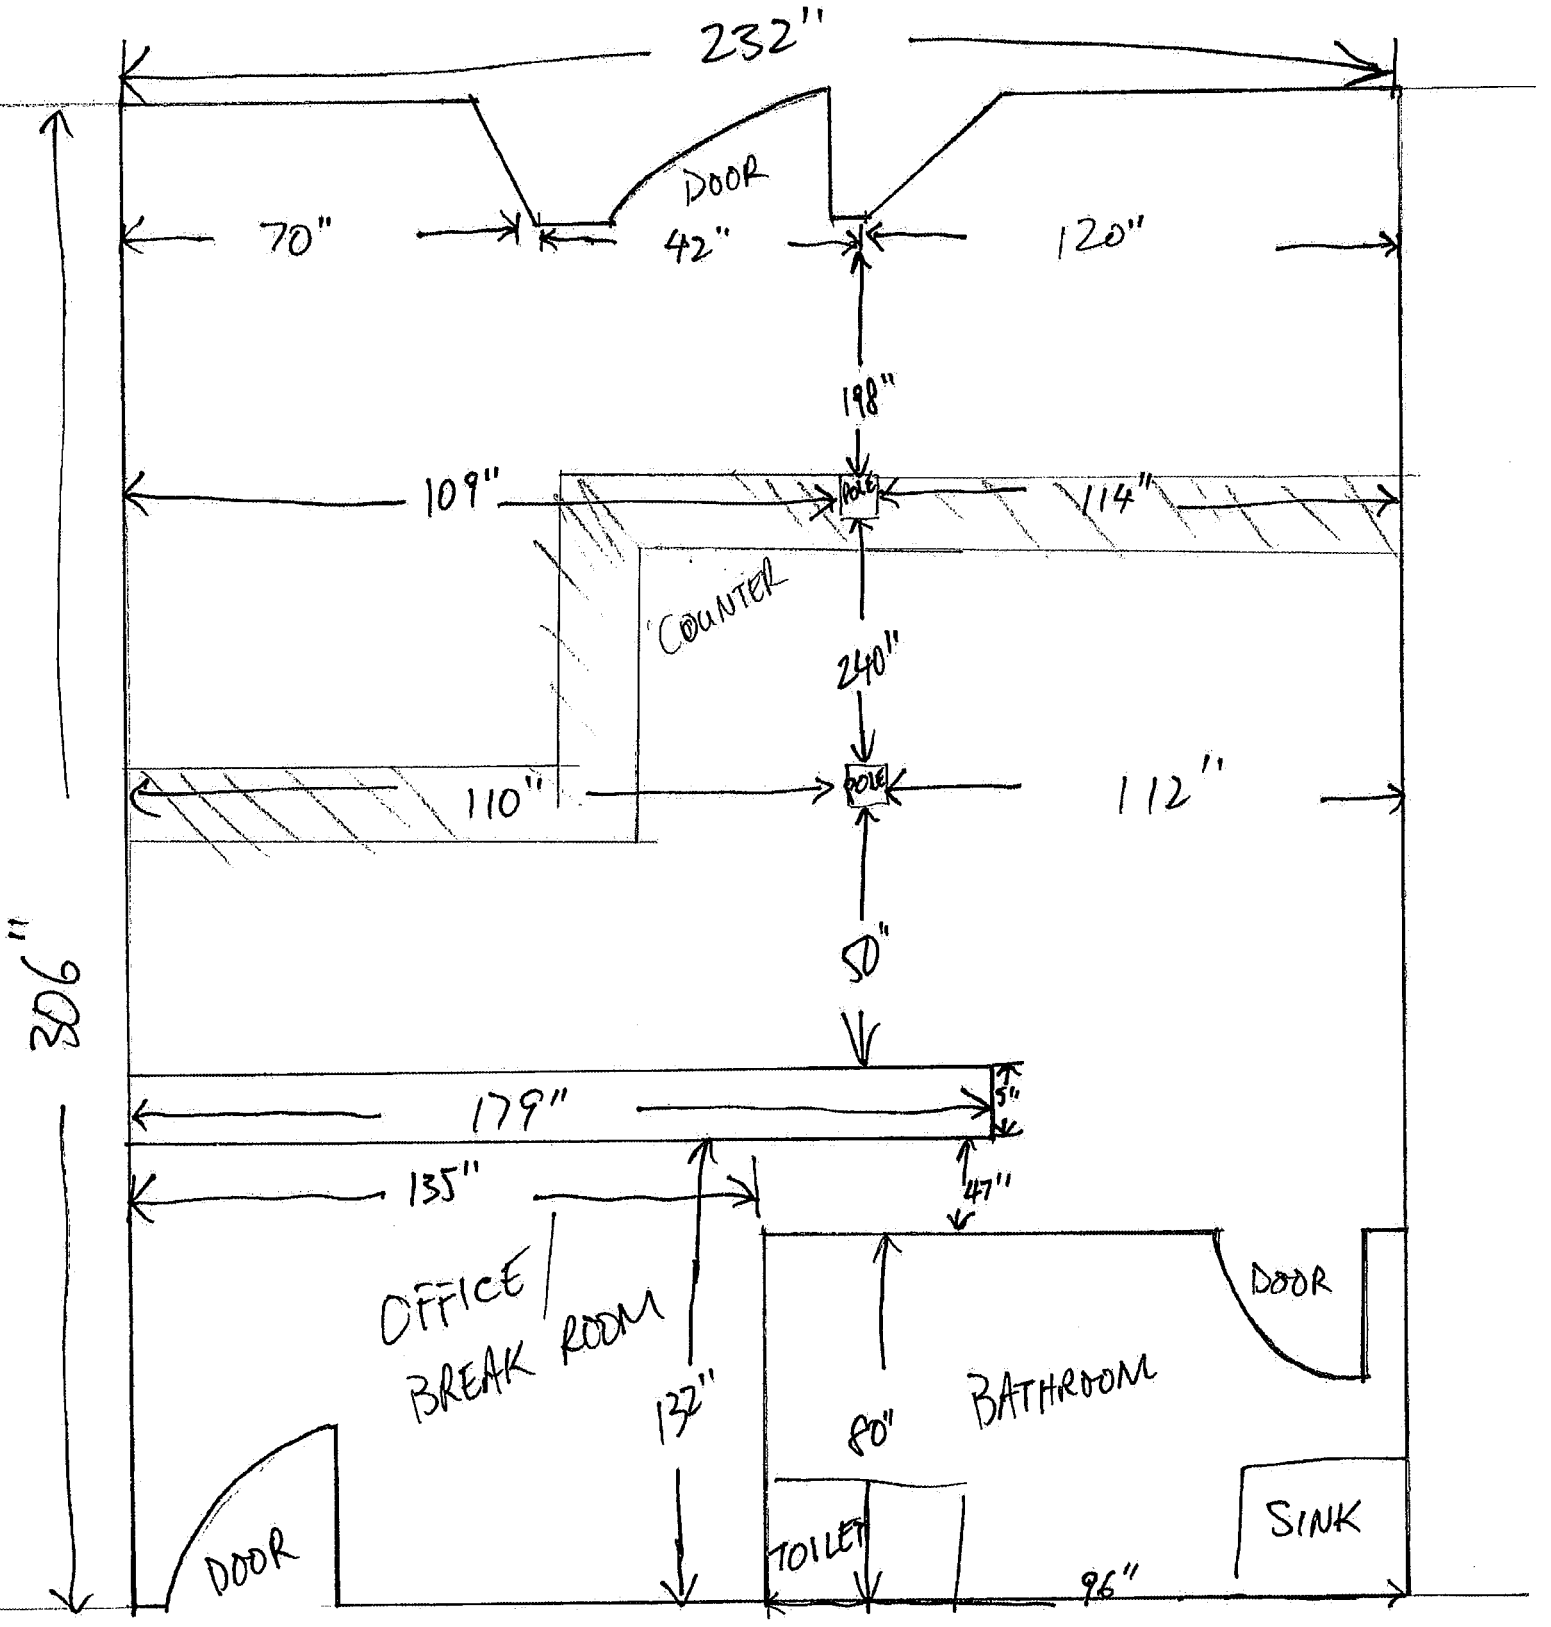 232"
DOOR
70"
42"
120"
198"
109"
POLE
114"
COUNTER
240"
110"
POLE
112"
306"
50"
179"
5"
135"
47"
OFFICE /
BREAK ROOM
DOOR
132"
80"
BATHROOM
DOOR
TOILET
SINK
96"